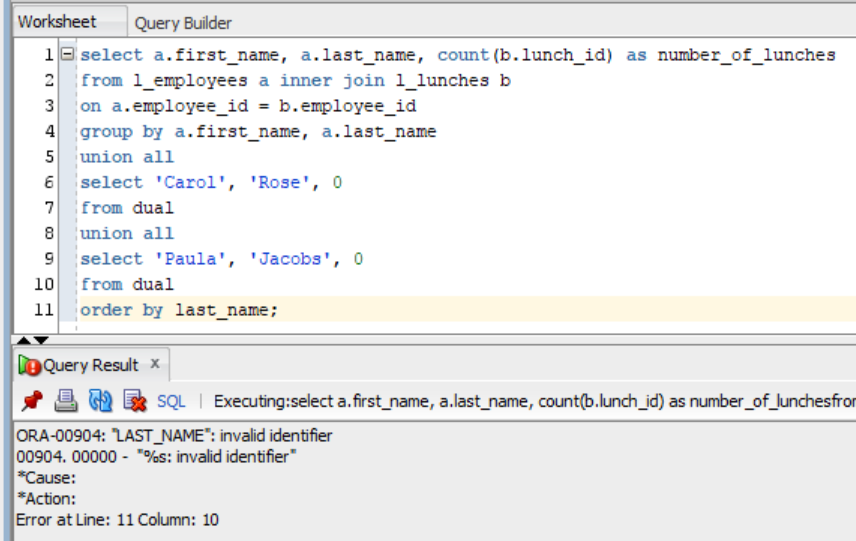 Worksheet Query Builder
1 select a.first_name, a.last_name, count(b.lunch_id) as number_of_lunches
2 from l_employees a inner join l_lunches b
3 on a.employee_id = b.employee_id
4 group by a.first_name, a.last_name
5 union all
6 select 'Carol', 'Rose', 0
7 from dual
8 union all
9 select 'Paula', 'Jacobs', 0
10 from dual
11 order by last_name;
Query Result x
SQL | Executing:select a.first_name, a.last_name, count(b.lunch_id) as number_of_lunchesfror
ORA-00904: "LAST_NAME": invalid identifier
00904. 00000 - "%s: invalid identifier"
*Cause:
*Action:
Error at Line: 11 Column: 10